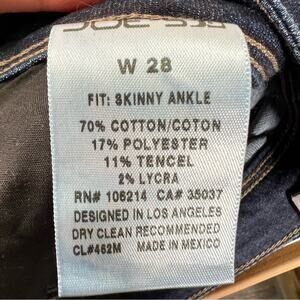 W 28
FIT: SKINNY ANKLE
70% COTTON/COTON
17% POLYESTER
11% TENCEL
2% LYCRA
RN# 106214 CA# 35037
DESIGNED IN LOS ANGELES
DRY CLEAN RECOMMENDED
CL#462M MADE IN MEXICO